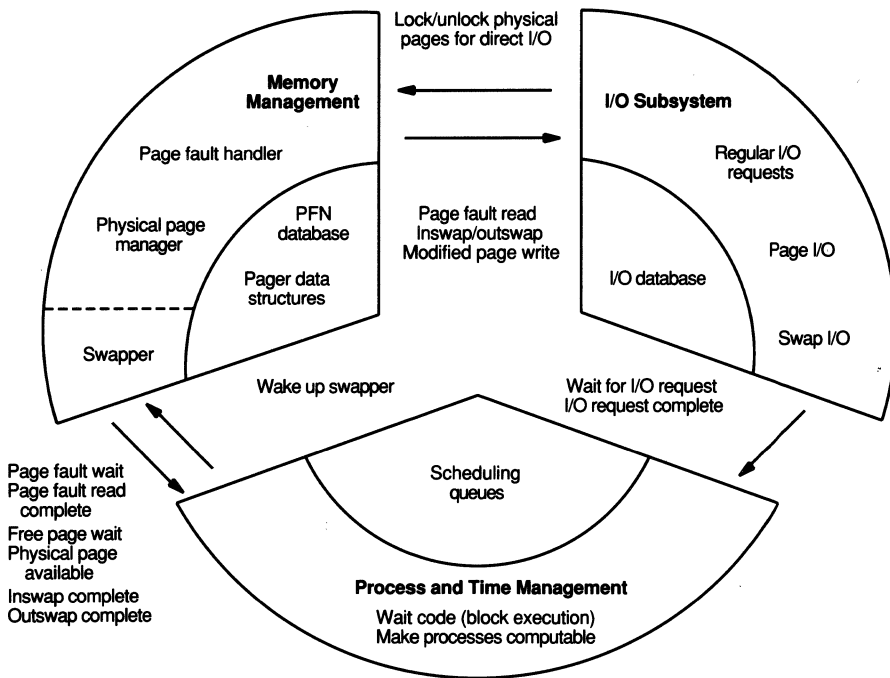 Lock/unlock physical
pages for direct I/O
Memory
Management
Page fault handler
Physical page
manager
PFN
database
Pager data
structures
Swapper
Page fault read
Inswap/outswap
Modified page write
I/O Subsystem
Regular I/O
requests
Page I/O
I/O database
Swap I/O
Wake up swapper
Wait for I/O request
I/O request complete
Page fault wait
Page fault read
complete
Free page wait
Physical page
available
Inswap complete
Outswap complete
Scheduling
queues
Process and Time Management
Wait code (block execution)
Make processes computable